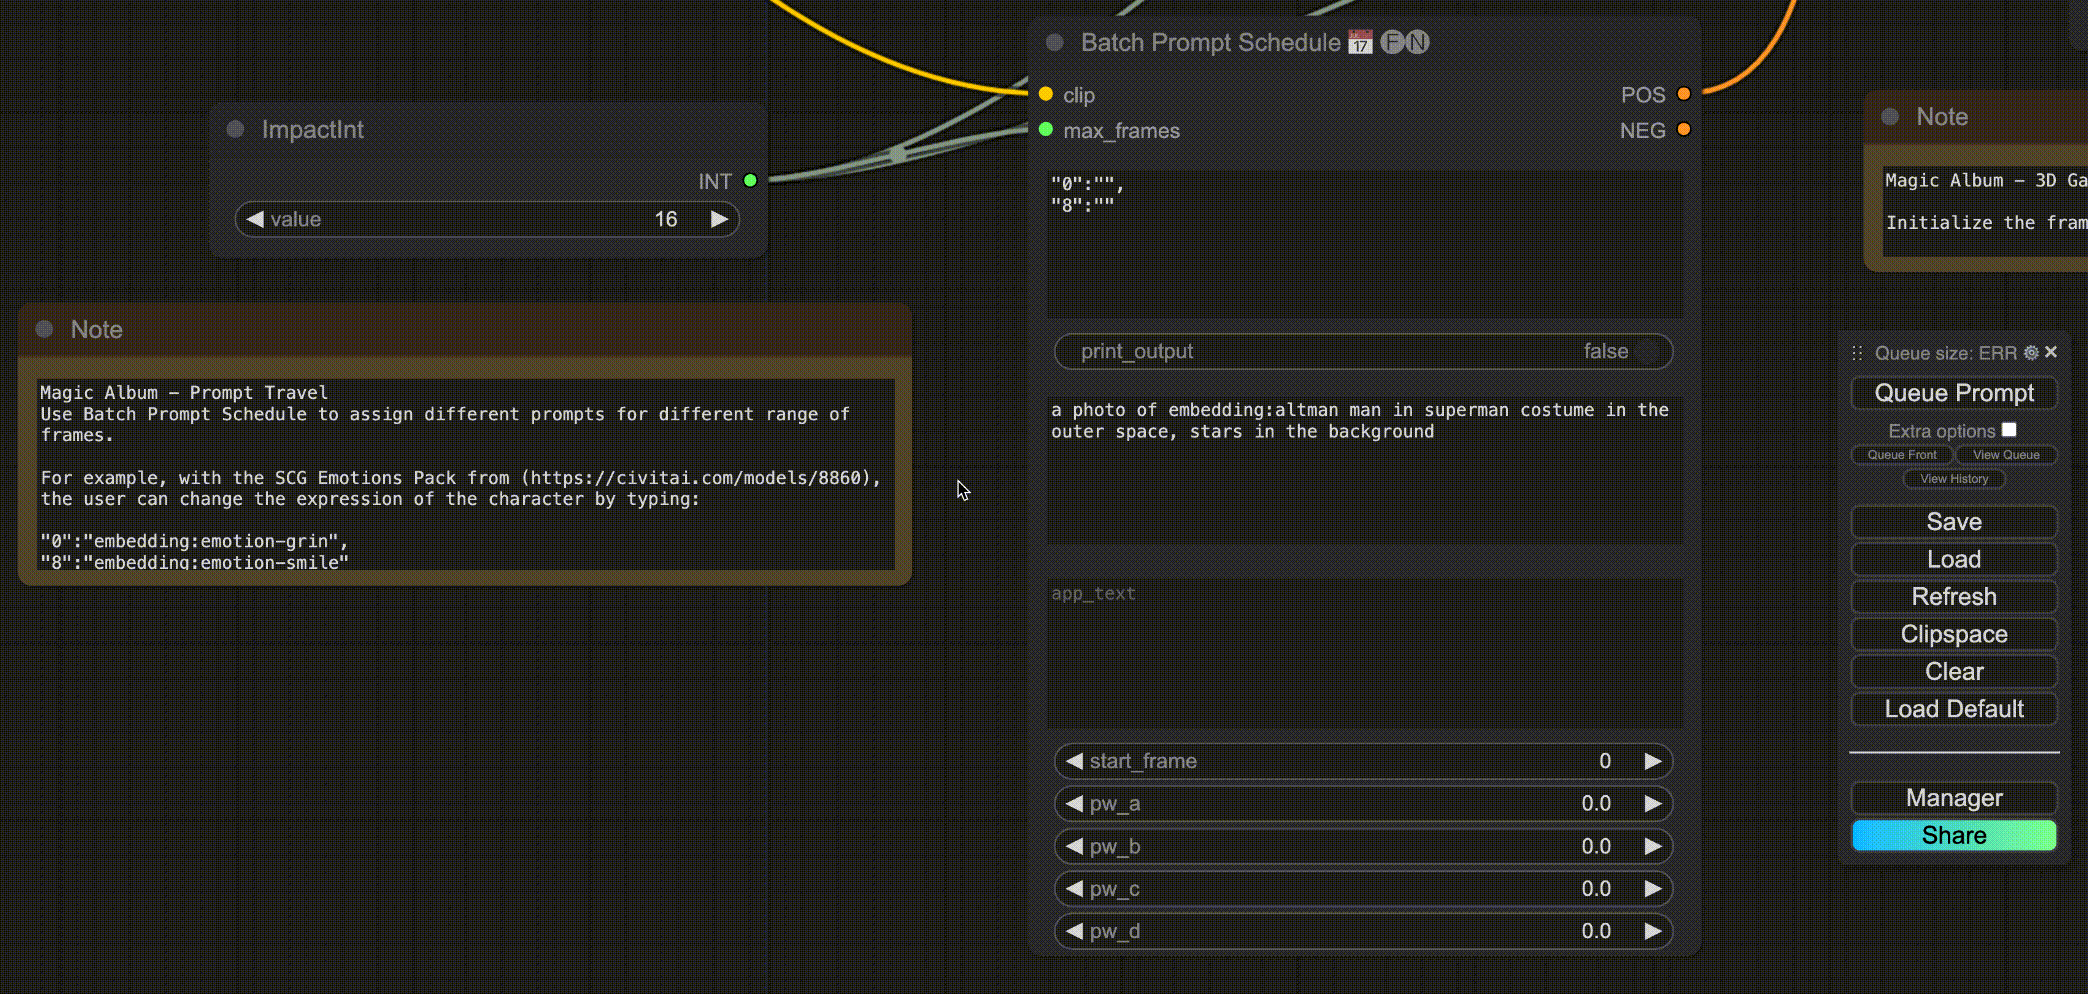 Batch Prompt Schedule 📅 17 FN
clip
POS
max_frames
NEG
ImpactInt
INT
value 16
"0":"",
"8":""
print_output false
a photo of embedding:altman man in superman costume in the
outer space, stars in the background
app_text
start_frame 0
pw_a 0.0
pw_b 0.0
pw_c 0.0
pw_d 0.0
Note
Magic Album – Prompt Travel
Use Batch Prompt Schedule to assign different prompts for different range of
frames.
For example, with the SCG Emotions Pack from (https://civitai.com/models/8860),
the user can change the expression of the character by typing:
"0":"embedding:emotion-grin",
"8":"embedding:emotion-smile"
Note
Magic Album – 3D Ga
Initialize the fram
Queue size: ERR
Queue Prompt
Extra options
Queue Front
View Queue
View History
Save
Load
Refresh
Clipspace
Clear
Load Default
Manager
Share